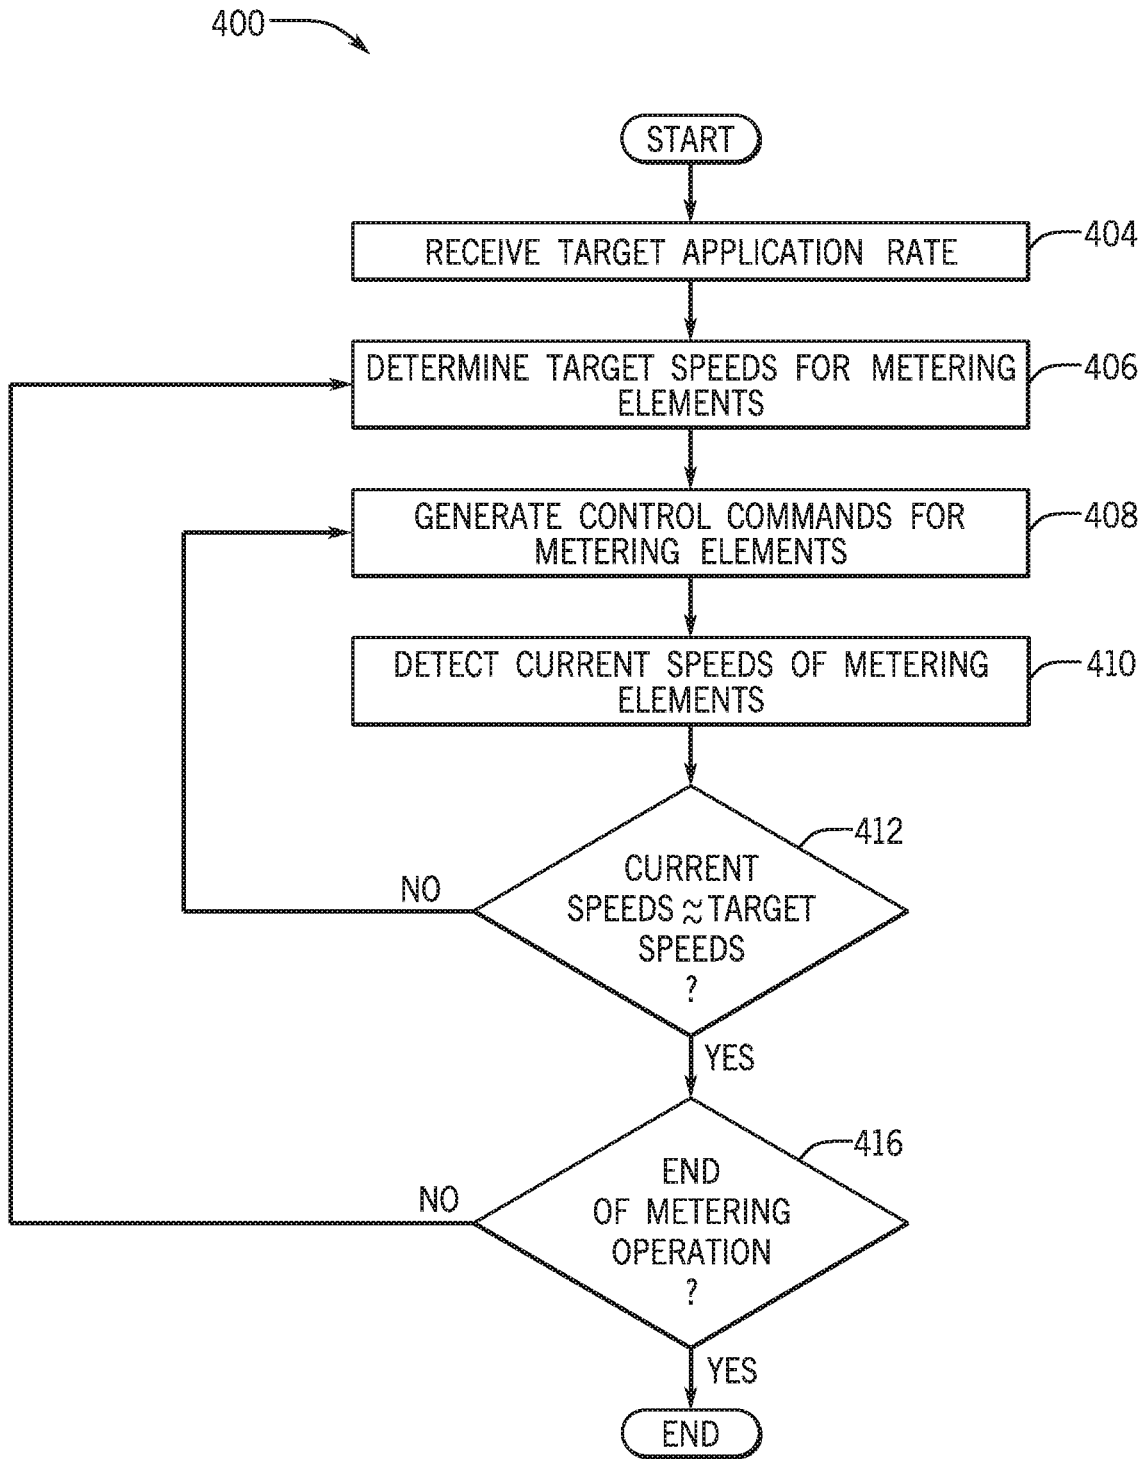 400
START
RECEIVE TARGET APPLICATION RATE
404
DETERMINE TARGET SPEEDS FOR METERING
ELEMENTS
406
GENERATE CONTROL COMMANDS FOR
METERING ELEMENTS
408
DETECT CURRENT SPEEDS OF METERING
ELEMENTS
410
412
CURRENT
SPEEDS ≈ TARGET
SPEEDS
?
NO
YES
416
END
OF METERING
OPERATION
?
NO
YES
END